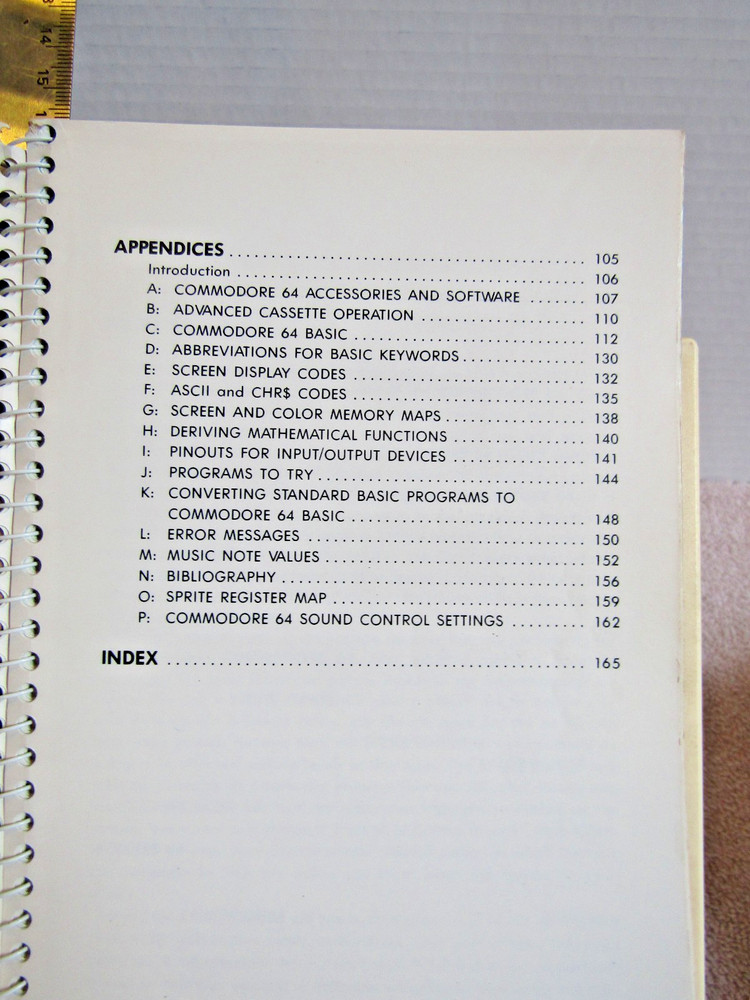 14
15
APPENDICES ........................................ 105
Introduction ........................................ 106
A: COMMODORE 64 ACCESSORIES AND SOFTWARE ....... 107
B: ADVANCED CASSETTE OPERATION .................... 110
C: COMMODORE 64 BASIC ............................ 112
D: ABBREVIATIONS FOR BASIC KEYWORDS ............... 130
E: SCREEN DISPLAY CODES ............................ 132
F: ASCII and CHR$ CODES ............................ 135
G: SCREEN AND COLOR MEMORY MAPS ................. 138
H: DERIVING MATHEMATICAL FUNCTIONS ................ 140
I: PINOUTS FOR INPUT/OUTPUT DEVICES ................ 141
J: PROGRAMS TO TRY ................................ 144
K: CONVERTING STANDARD BASIC PROGRAMS TO
COMMODORE 64 BASIC ............................ 148
L: ERROR MESSAGES ................................. 150
M: MUSIC NOTE VALUES ............................... 152
N: BIBLIOGRAPHY .................................... 156
O: SPRITE REGISTER MAP .............................. 159
P: COMMODORE 64 SOUND CONTROL SETTINGS ......... 162
INDEX ................................................ 165